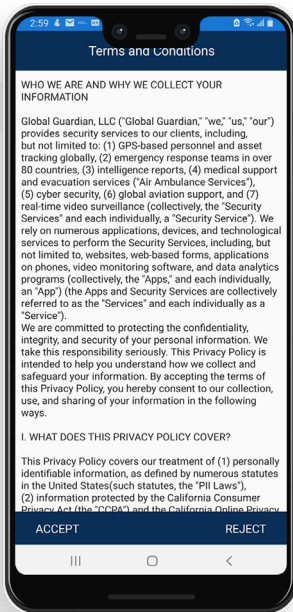 2:59
Terms and Conditions
WHO WE ARE AND WHY WE COLLECT YOUR
INFORMATION
Global Guardian, LLC ("Global Guardian," "we," "us," "our")
provides security services to our clients, including,
but not limited to: (1) GPS-based personnel and asset
tracking globally, (2) emergency response teams in over
80 countries, (3) intelligence reports, (4) medical support
and evacuation services ("Air Ambulance Services"),
(5) cyber security, (6) global aviation support, and (7)
real-time video surveillance (collectively, the "Security
Services" and each individually, a "Security Service"). We
rely on numerous applications, devices, and technological
services to perform the Security Services, including, but
not limited to, websites, web-based forms, applications
on phones, video monitoring software, and data analytics
programs (collectively, the "Apps," and each individually,
an "App") (the Apps and Security Services are collectively
referred to as the "Services" and each individually as a
"Service").
We are committed to protecting the confidentiality,
integrity, and security of your personal information. We
take this responsibility seriously. This Privacy Policy is
intended to help you understand how we collect and
safeguard your information. By accepting the terms of
this Privacy Policy, you hereby consent to our collection,
use, and sharing of your information in the following
ways.
I. WHAT DOES THIS PRIVACY POLICY COVER?
This Privacy Policy covers our treatment of (1) personally
identifiable information, as defined by numerous statutes
in the United States(such statutes, the "PII Laws"),
(2) information protected by the California Consumer
Privacy Act (the "CCPA") and the California Online Privacy
ACCEPT
REJECT